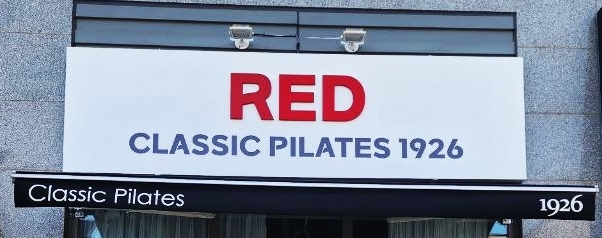 RED
CLASSIC PILATES 1926
Classic Pilates 1926